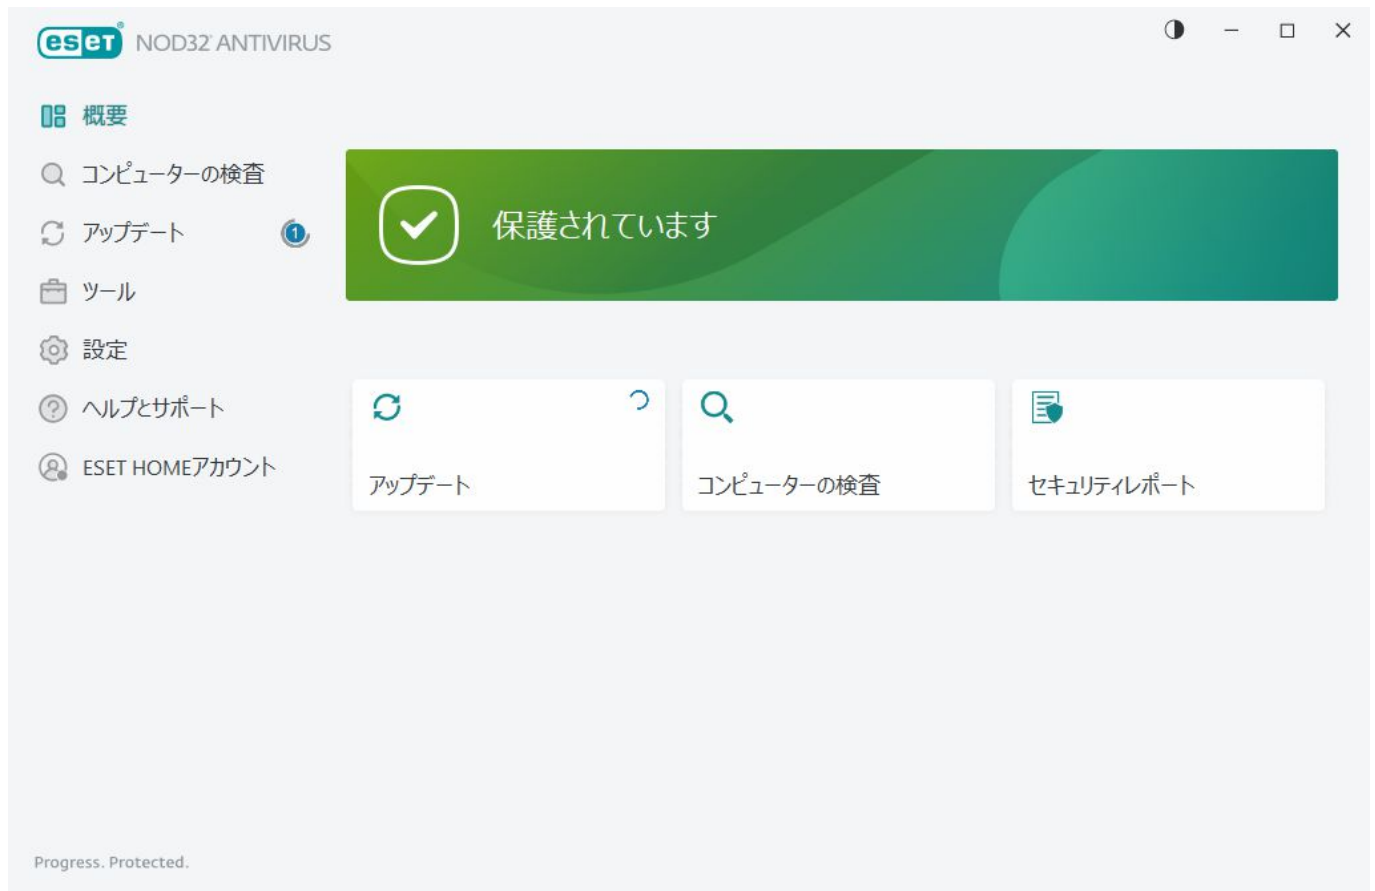 eset® NOD32® ANTIVIRUS
概要
コンピューターの検査
アップデート 1
ツール
設定
ヘルプとサポート
ESET HOMEアカウント
保護されています
アップデート
コンピューターの検査
セキュリティレポート
Progress. Protected.